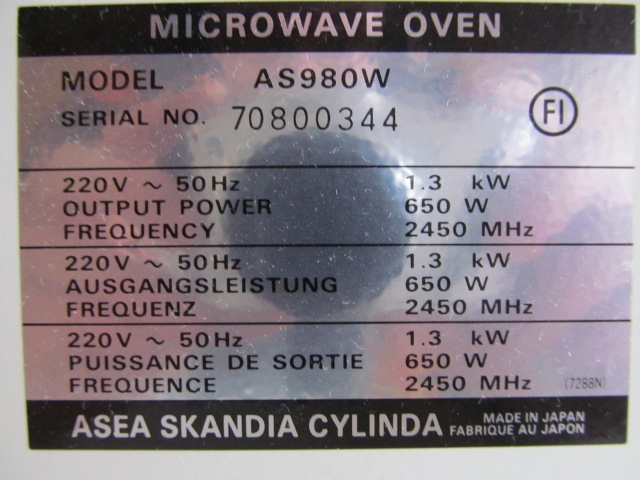 MICROWAVE OVEN
MODEL AS980W
SERIAL NO. 70800344
FI
220V ~ 50Hz 1.3 kW
OUTPUT POWER 650 W
FREQUENCY 2450 MHz
220V ~ 50Hz 1.3 kW
AUSGANGSLEISTUNG 650 W
FREQUENZ 2450 MHz
220V ~ 50Hz 1.3 kW
PUISSANCE DE SORTIE 650 W
FREQUENCE 2450 MHz (7288N)
ASEA SKANDIA CYLINDA MADE IN JAPAN
FABRIQUE AU JAPON